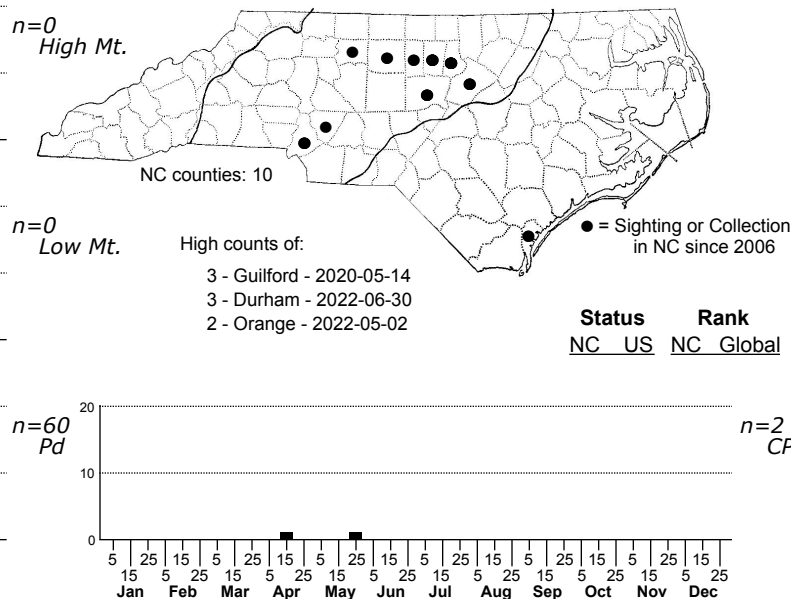 n=0
High Mt.
NC counties: 10
n=0
Low Mt.
● = Sighting or Collection
in NC since 2006
High counts of:
3 - Guilford - 2020-05-14
3 - Durham - 2022-06-30
2 - Orange - 2022-05-02
Status Rank
NC US NC Global
n=60
Pd
n=2
CP
20
10
0
5 25 15 5 25 15 5 25 15 5 25 15 5 25 15 5 25 15
15 5 25 15 5 25 15 5 25 15 5 25 15 5 25 15 5 25
Jan Feb Mar Apr May Jun Jul Aug Sep Oct Nov Dec